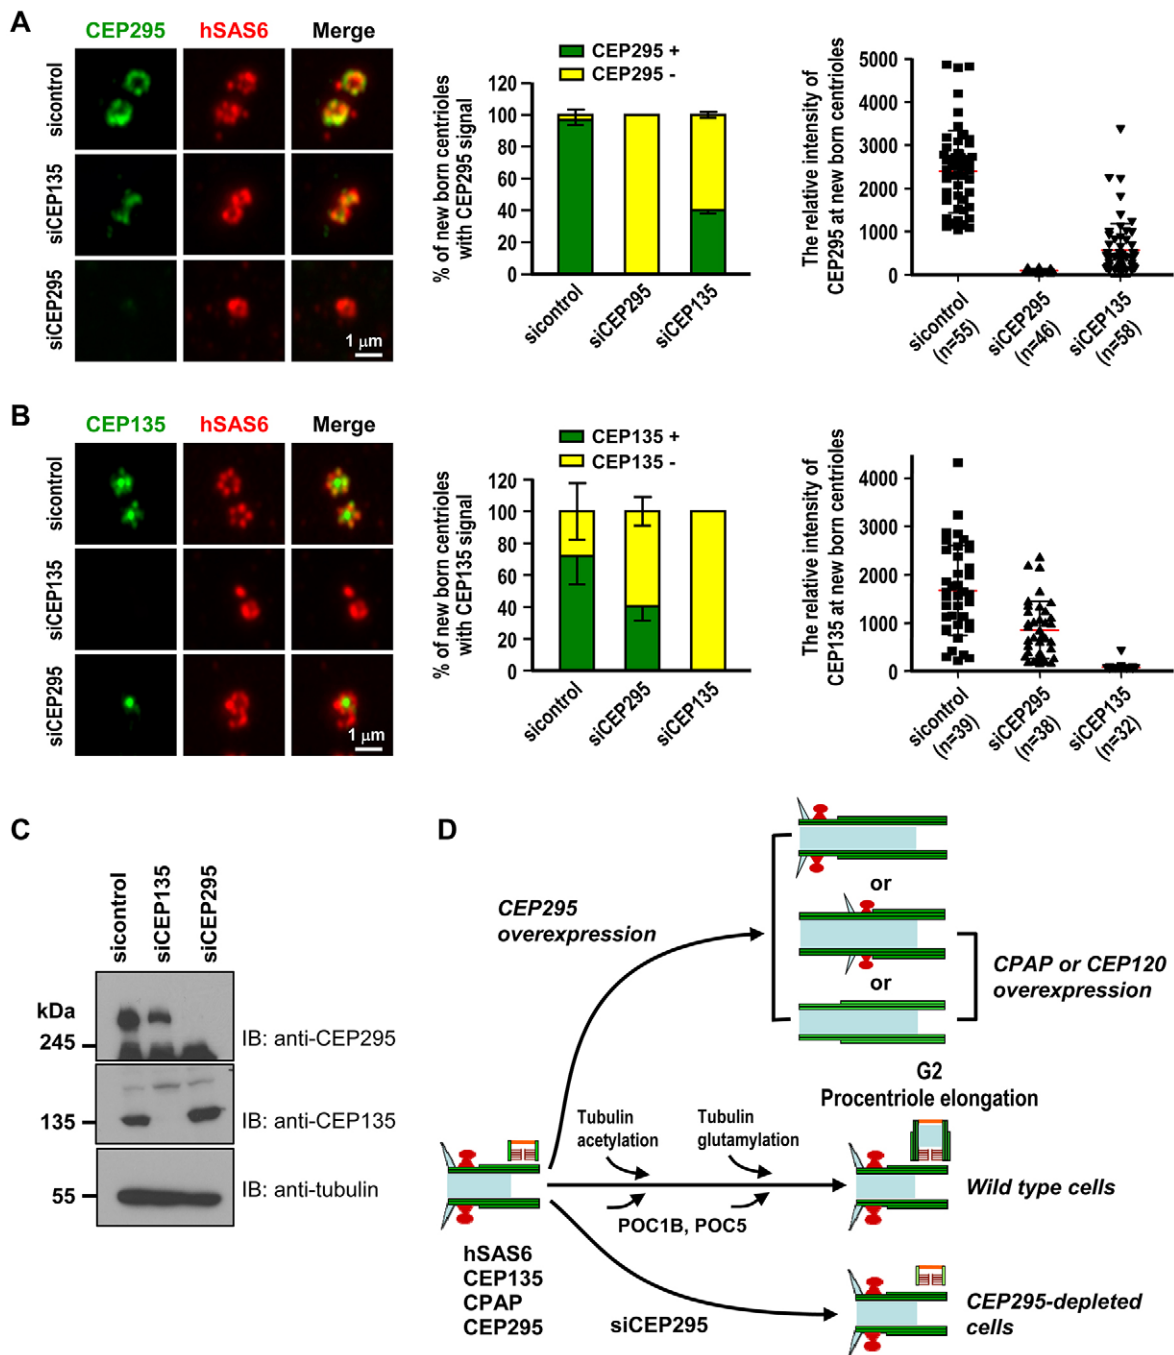 A
CEP295 hSAS6 Merge
sicontrol
siCEP135
siCEP295
1 μm
CEP295 +
CEP295 -
% of new born centrioles
with CEP295 signal
120
100
80
60
40
20
0
sicontrol
siCEP295
siCEP135
The relative intensity of
CEP295 at new born centrioles
5000
4000
3000
2000
1000
0
sicontrol
(n=55)
siCEP295
(n=46)
siCEP135
(n=58)
B
CEP135 hSAS6 Merge
sicontrol
siCEP135
siCEP295
1 μm
CEP135 +
CEP135 -
% of new born centrioles
with CEP135 signal
120
100
80
60
40
20
0
sicontrol
siCEP295
siCEP135
The relative intensity of
CEP135 at new born centrioles
4000
3000
2000
1000
0
sicontrol
(n=39)
siCEP295
(n=38)
siCEP135
(n=32)
C
sicontrol
siCEP135
siCEP295
kDa
245
IB: anti-CEP295
135
IB: anti-CEP135
55
IB: anti-tubulin
D
CEP295
overexpression
or
or
CPAP or CEP120
overexpression
G2
Procentriole elongation
Tubulin
acetylation
Tubulin
glutamylation
POC1B, POC5
Wild type cells
hSAS6
CEP135
CPAP
CEP295
siCEP295
CEP295-depleted
cells